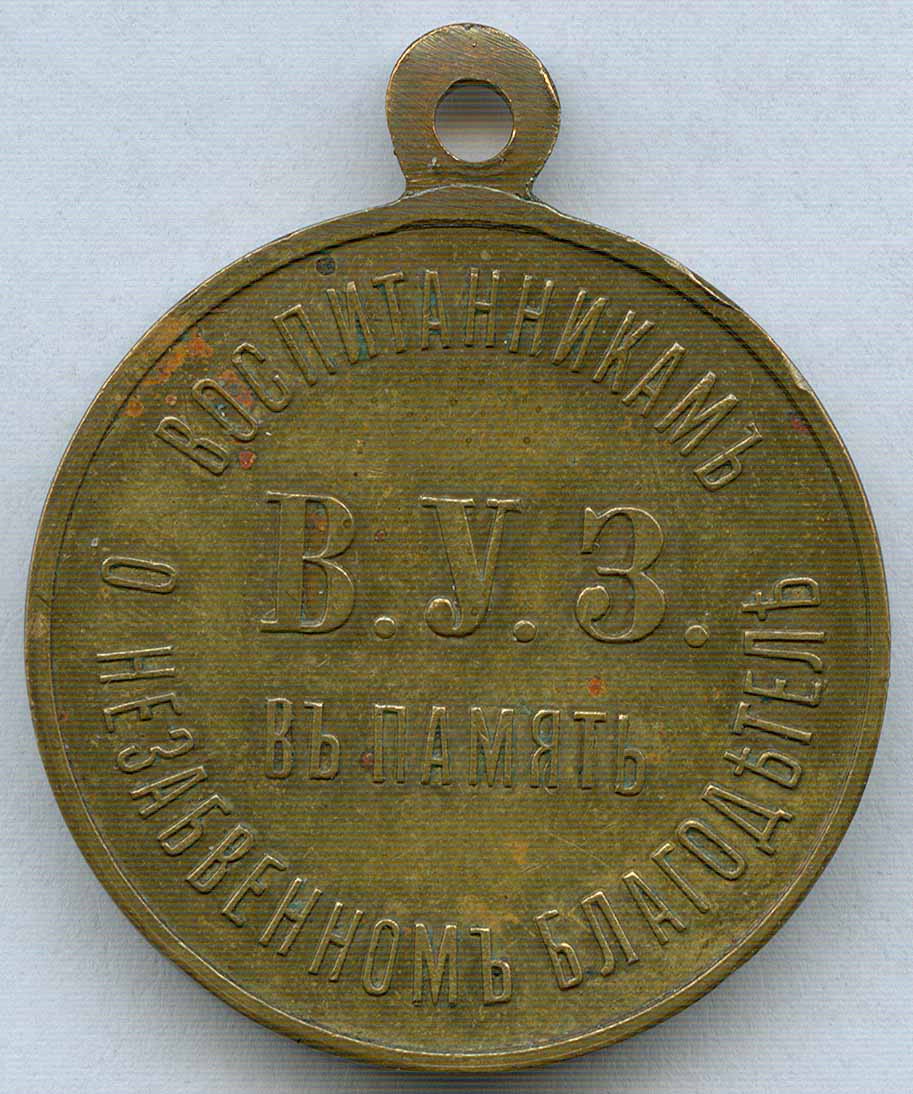 ВОСПИТАННИКАМЪ
В.У.З.
ВЪ ПАМЯТЬ
О НЕЗАБВЕННОМЪ БЛАГОДѢТЕЛѢ